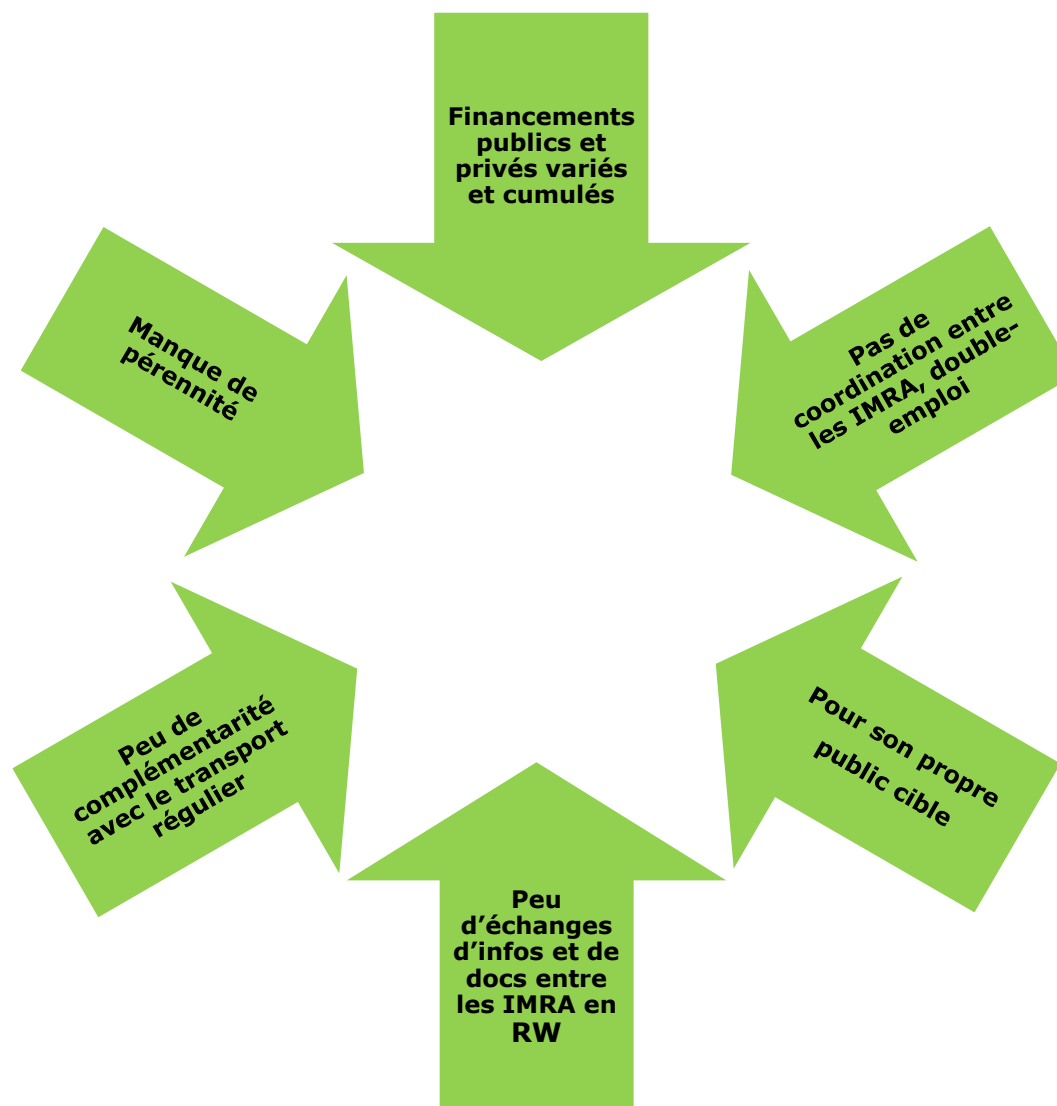 Financements
publics et
privés variés
et cumulés
Pas de
coordination entre
les IMRA, double-
emploi
Pour son propre
public cible
Peu
d’échanges
d’infos et de
docs entre
les IMRA en
RW
Peu de
complémentarité
avec le transport
régulier
Manque de
pérennité